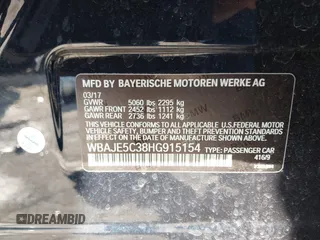 MFD BY BAYERISCHE MOTOREN WERKE AG
03/17
GVWR 5060 lbs 2295 kg
GAWR FRONT 2452 lbs 1112 kg
GAWR REAR 2736 lbs 1241 kg
THIS VEHICLE CONFORMS TO ALL APPLICABLE U.S. FEDERAL MOTOR
VEHICLE SAFETY, BUMPER, AND THEFT PREVENTION STANDARDS IN
EFFECT ON THE DATE OF MANUFACTURE SHOWN ABOVE.
WBAJE5C38HG915154 TYPE: PASSENGER CAR
416/9
DREAMBID